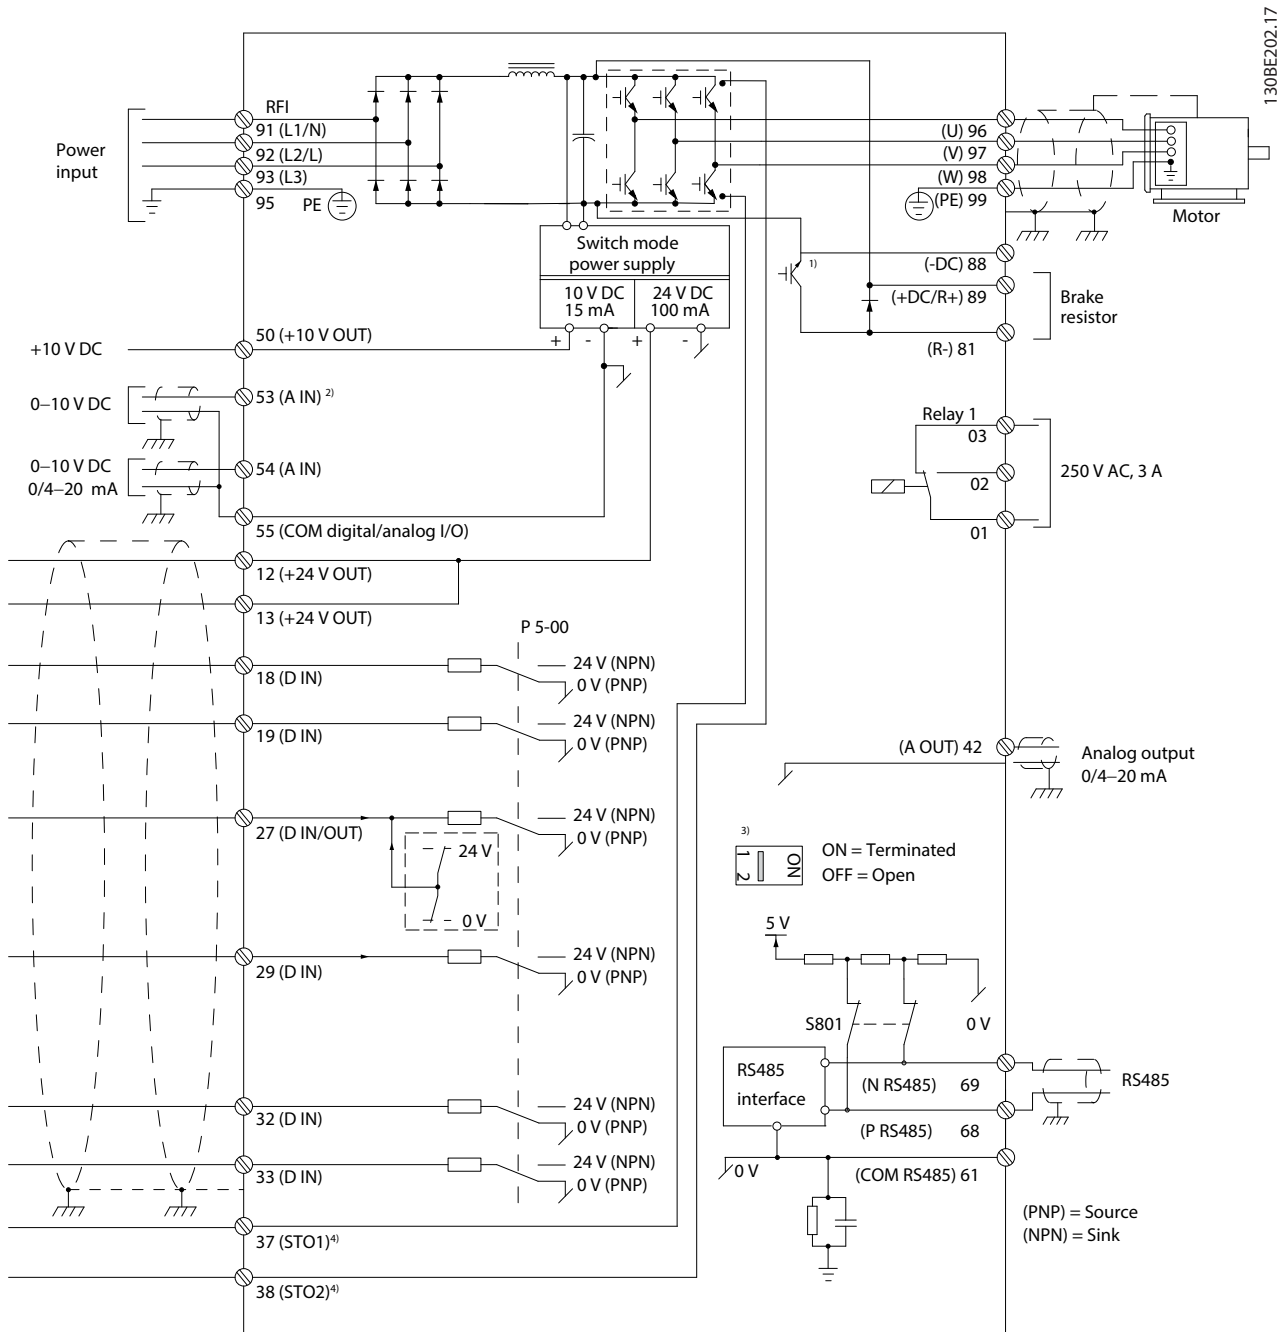 130BE202.17
Power
input
RFI
91 (L1/N)
92 (L2/L)
93 (L3)
95
PE
(U) 96
(V) 97
(W) 98
(PE) 99
Motor
Switch mode
power supply
10 V DC
15 mA
24 V DC
100 mA
+ - + -
1)
(-DC) 88
(+DC/R+) 89
(R-) 81
Brake
resistor
+10 V DC
50 (+10 V OUT)
0–10 V DC
53 (A IN) 2)
0–10 V DC
0/4–20 mA
54 (A IN)
55 (COM digital/analog I/O)
Relay 1
03
02
01
250 V AC, 3 A
12 (+24 V OUT)
13 (+24 V OUT)
P 5-00
18 (D IN)
24 V (NPN)
0 V (PNP)
19 (D IN)
24 V (NPN)
0 V (PNP)
27 (D IN/OUT)
24 V
0 V
24 V (NPN)
0 V (PNP)
29 (D IN)
24 V (NPN)
0 V (PNP)
32 (D IN)
24 V (NPN)
0 V (PNP)
33 (D IN)
24 V (NPN)
0 V (PNP)
37 (STO1)4)
38 (STO2)4)
(A OUT) 42
Analog output
0/4–20 mA
3)
1 2
ON
ON = Terminated
OFF = Open
5 V
S801
0 V
RS485
interface
(N RS485) 69
(P RS485) 68
RS485
0 V
(COM RS485) 61
(PNP) = Source
(NPN) = Sink